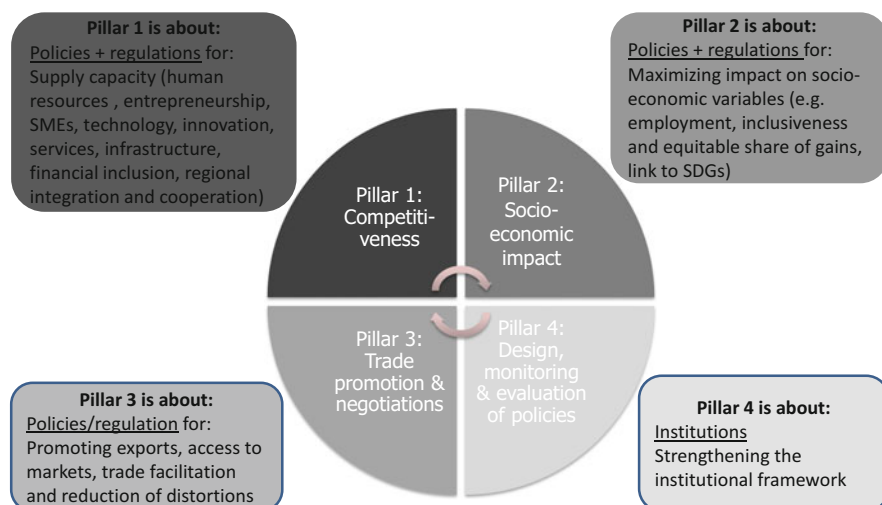 Pillar 1 is about:
Policies + regulations for:
Supply capacity (human
resources , entrepreneurship,
SMEs, technology, innovation,
services, infrastructure,
financial inclusion, regional
integration and cooperation)
Pillar 2 is about:
Policies + regulations for:
Maximizing impact on socio-
economic variables (e.g.
employment, inclusiveness
and equitable share of gains,
link to SDGs)
Pillar 1:
Competiti-
veness
Pillar 2:
Socio-
economic
impact
Pillar 3:
Trade
promotion &
negotiations
Pillar 4:
Design,
monitoring
& evaluation
of policies
Pillar 3 is about:
Policies/regulation for:
Promoting exports, access to
markets, trade facilitation
and reduction of distortions
Pillar 4 is about:
Institutions
Strengthening the
institutional framework